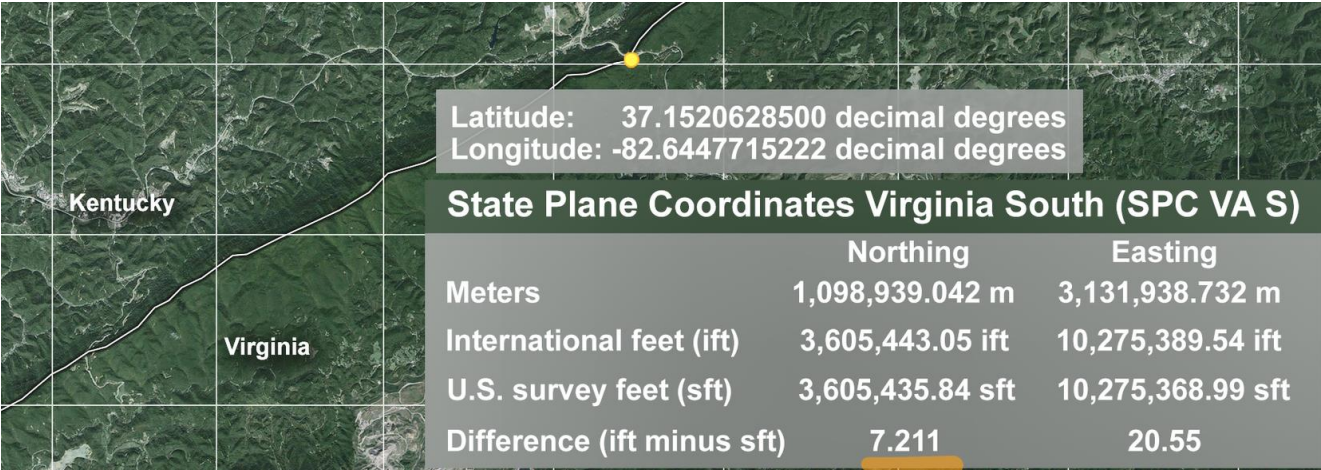 Latitude: 37.1520628500 decimal degrees
Longitude: -82.6447715222 decimal degrees
Kentucky
State Plane Coordinates Virginia South (SPC VA S)
Northing Easting
Meters 1,098,939.042 m 3,131,938.732 m
International feet (ift) 3,605,443.05 ift 10,275,389.54 ift
Virginia
U.S. survey feet (sft) 3,605,435.84 sft 10,275,368.99 sft
Difference (ift minus sft) 7.211 20.55